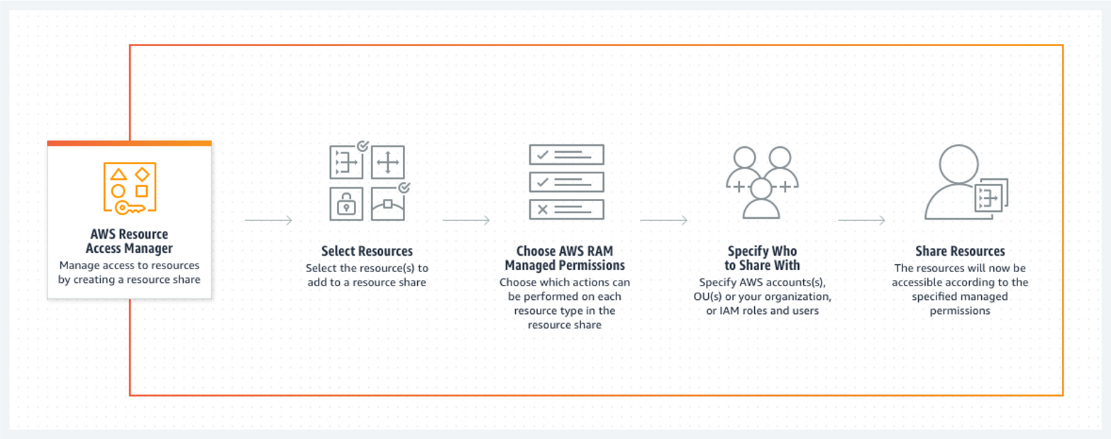 AWS Resource
Access Manager
Manage access to resources
by creating a resource share
Select Resources
Select the resource(s) to
add to a resource share
Choose AWS RAM
Managed Permissions
Choose which actions can
be performed on each
resource type in the
resource share
Specify Who
to Share With
Specify AWS accounts(s),
OU(s) or your organization,
or IAM roles and users
Share Resources
The resources will now be
accessible according to the
specified managed
permissions